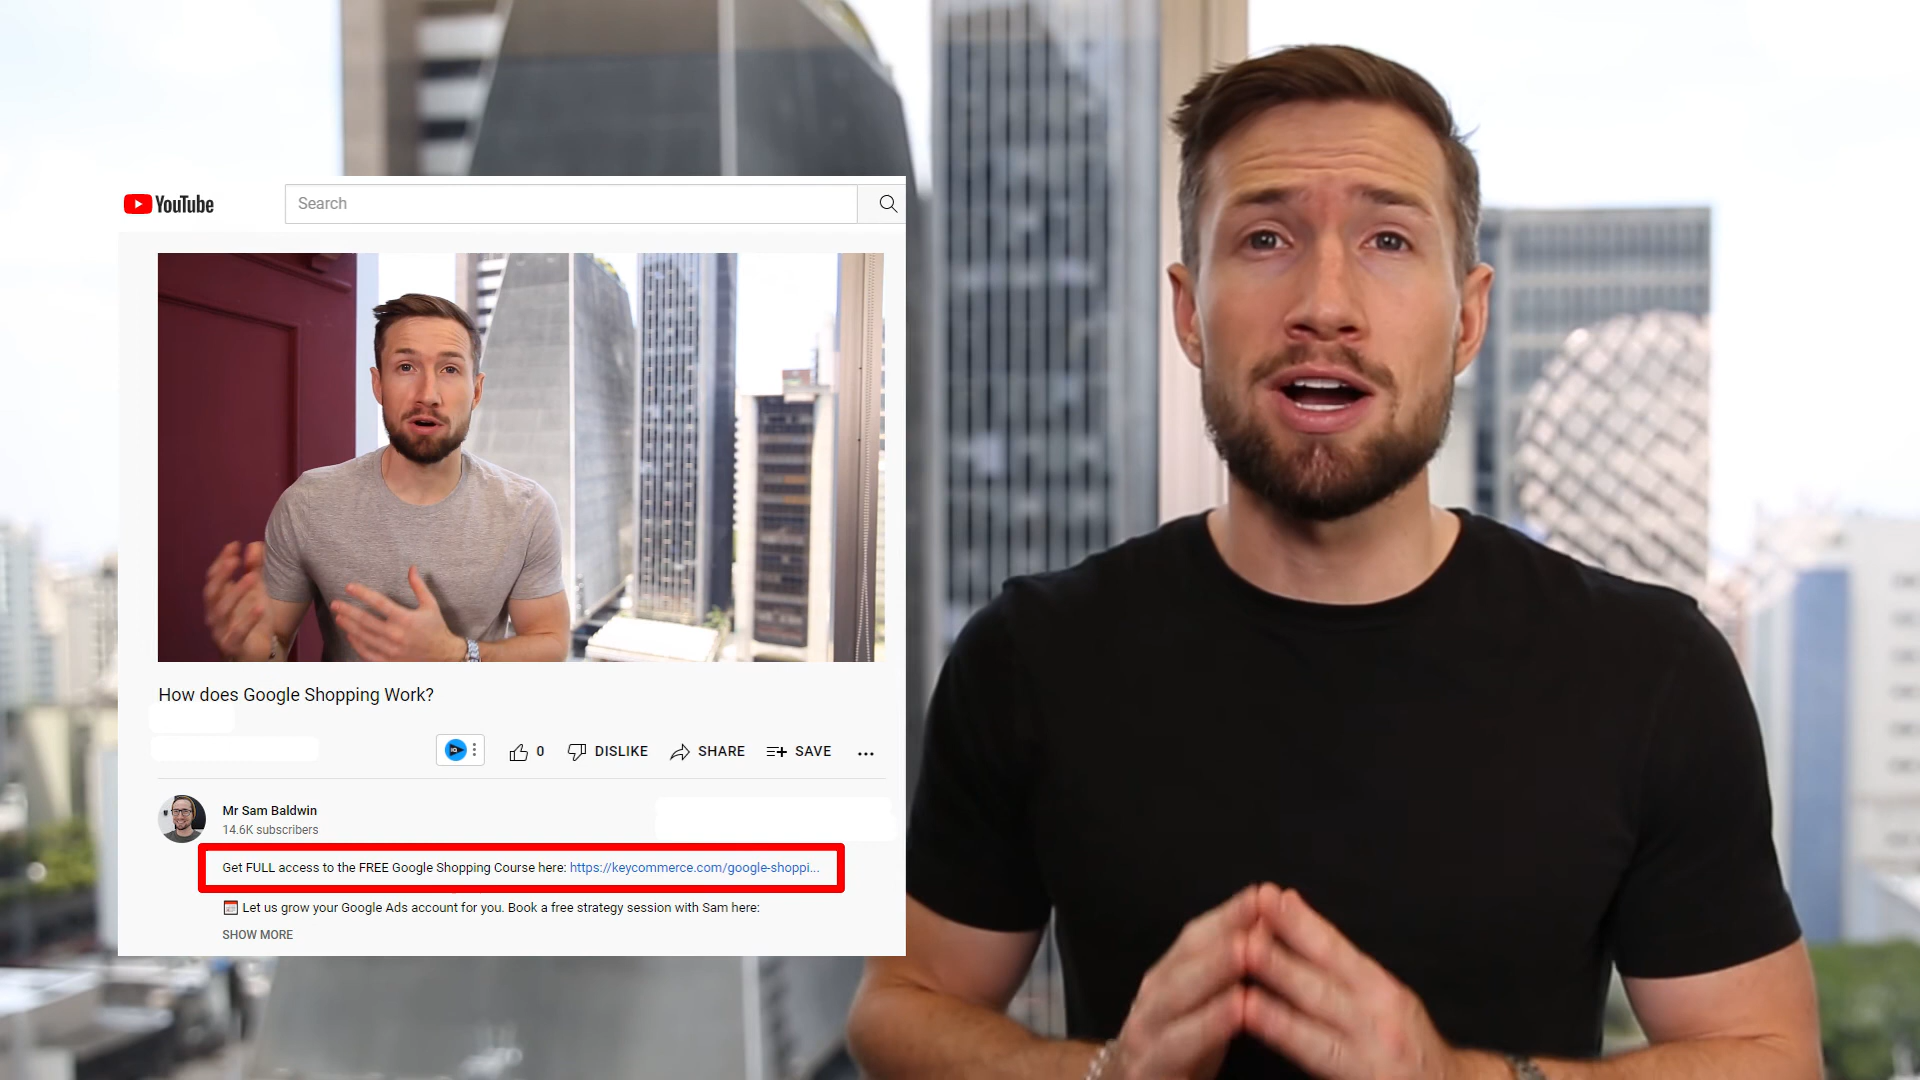 YouTube
Search
How does Google Shopping Work?
0 DISLIKE SHARE SAVE
Mr Sam Baldwin
14.6K subscribers
Get FULL access to the FREE Google Shopping Course here: https://keycommerce.com/google-shoppi...
Let us grow your Google Ads account for you. Book a free strategy session with Sam here:
SHOW MORE